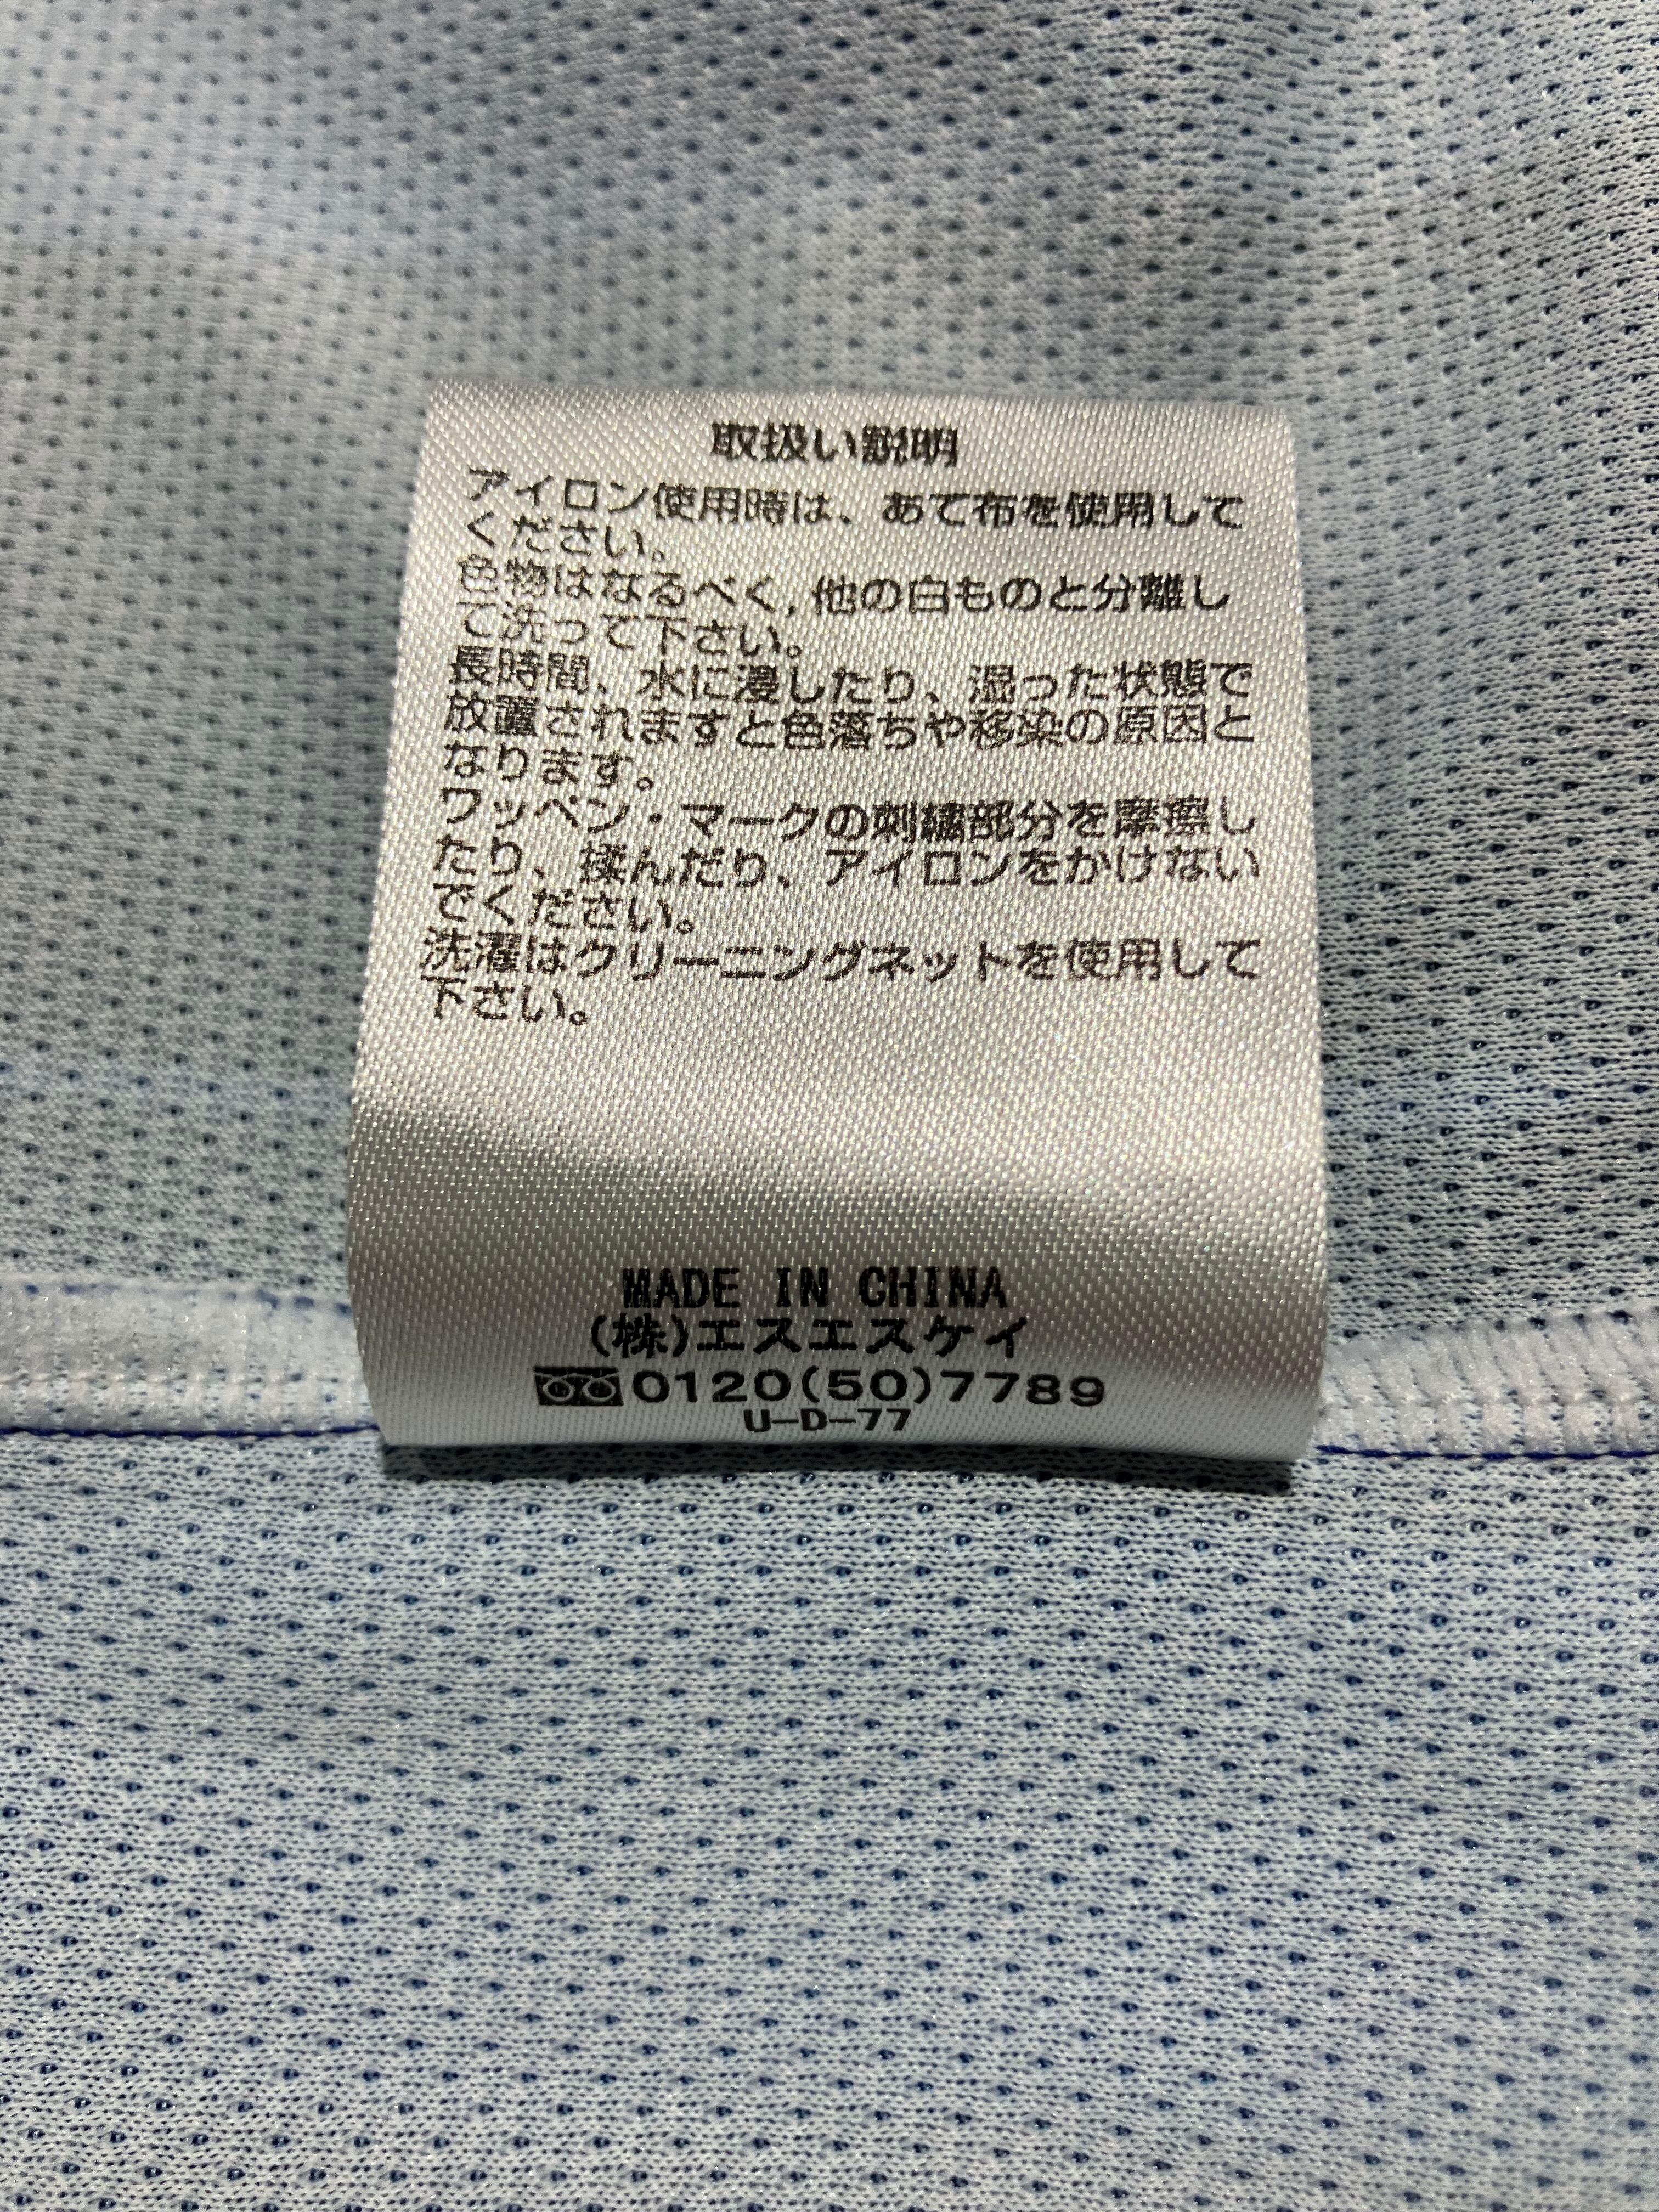 取扱い説明
アイロン使用時は、あて布を使用して
ください。
色物はなるべく,他の白ものと分離し
て洗って下さい。
長時間、水に浸したり、湿った状態で
放置されますと色落ちや移染の原因と
なります。
ワッペン・マークの刺繍部分を摩擦し
たり、揉んだり、アイロンをかけない
でください。
洗濯はクリーニングネットを使用して
下さい。
MADE IN CHINA
(株)エスエスケイ
0120(50)7789
U-D-77